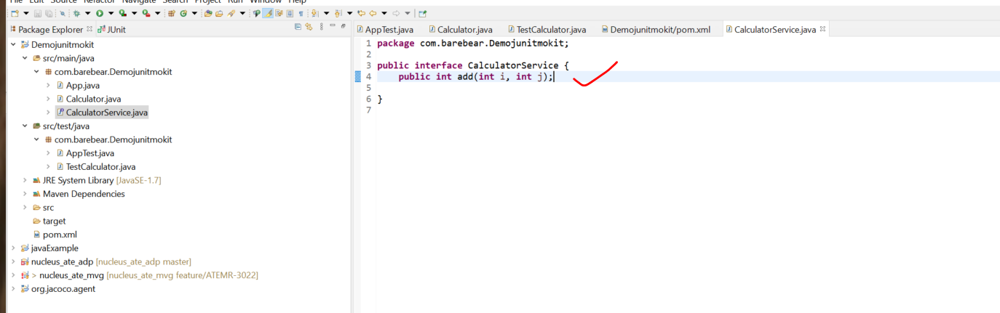 File Edit Source Refactor Navigate Search Project Run Window Help
Package Explorer JUnit
Demojunitmokit
src/main/java
com.barebear.Demojunitmokit
App.java
Calculator.java
CalculatorService.java
src/test/java
com.barebear.Demojunitmokit
AppTest.java
TestCalculator.java
JRE System Library [JavaSE-1.7]
Maven Dependencies
src
target
pom.xml
javaExample
nucleus_ate_adp [nucleus_ate_adp master]
> nucleus_ate_mvg [nucleus_ate_mvg feature/ATEMR-3022]
org.jacoco.agent
AppTest.java Calculator.java TestCalculator.java Demojunitmokit/pom.xml CalculatorService.java
1 package com.barebear.Demojunitmokit;
2
3 public interface CalculatorService {
4 public int add(int i, int j);
5
6 }
7